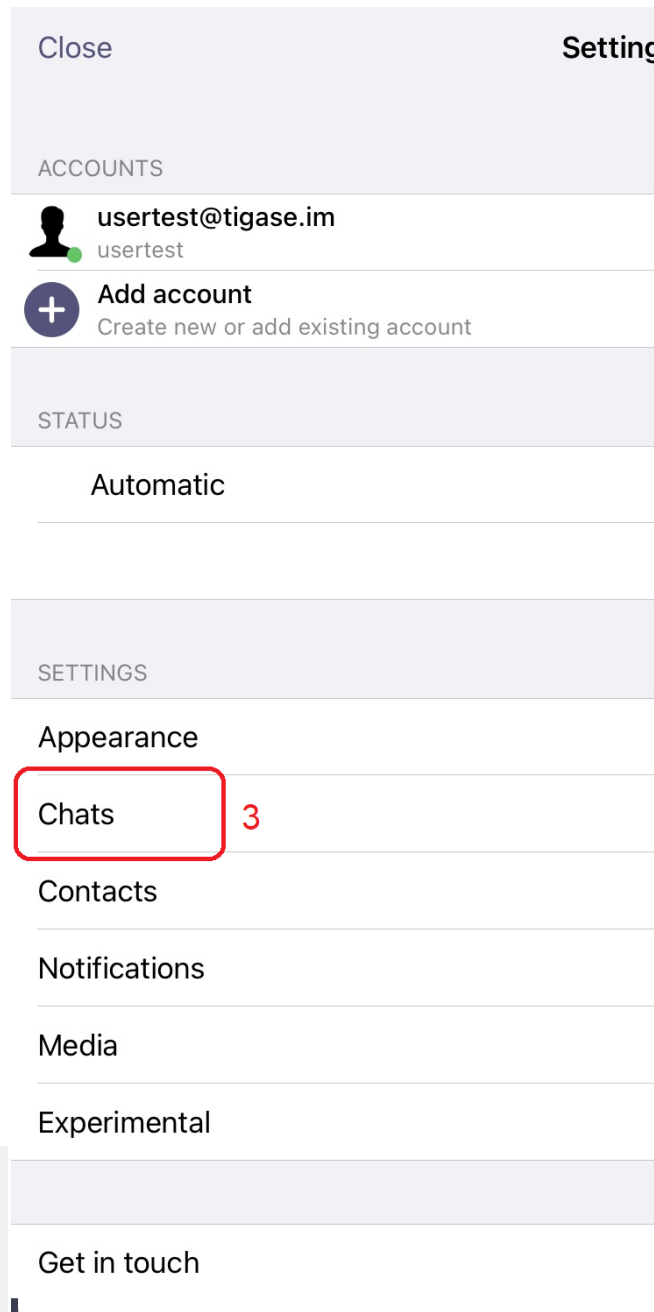 Close
Setting
ACCOUNTS
usertest@tigase.im
usertest
Add account
Create new or add existing account
STATUS
Automatic
SETTINGS
Appearance
Chats 3
Contacts
Notifications
Media
Experimental
Get in touch